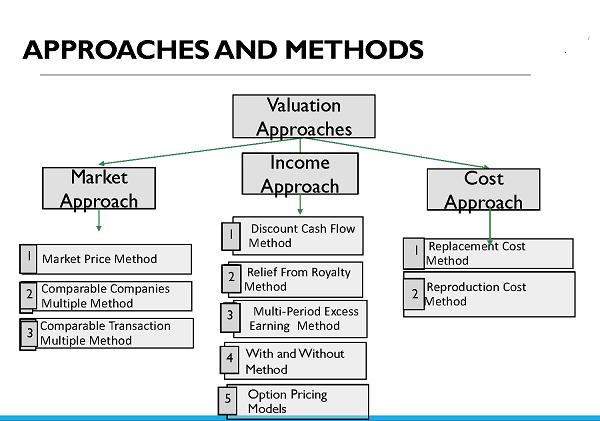 APPROACHES AND METHODS
Valuation
Approaches
Market
Approach
1 Market Price Method
2 Comparable Companies
Multiple Method
3 Comparable Transaction
Multiple Method
Income
Approach
1 Discount Cash Flow
Method
2 Relief From Royalty
Method
3 Multi-Period Excess
Earning Method
4 With and Without
Method
5 Option Pricing
Models
Cost
Approach
1 Replacement Cost
Method
2 Reproduction Cost
Method